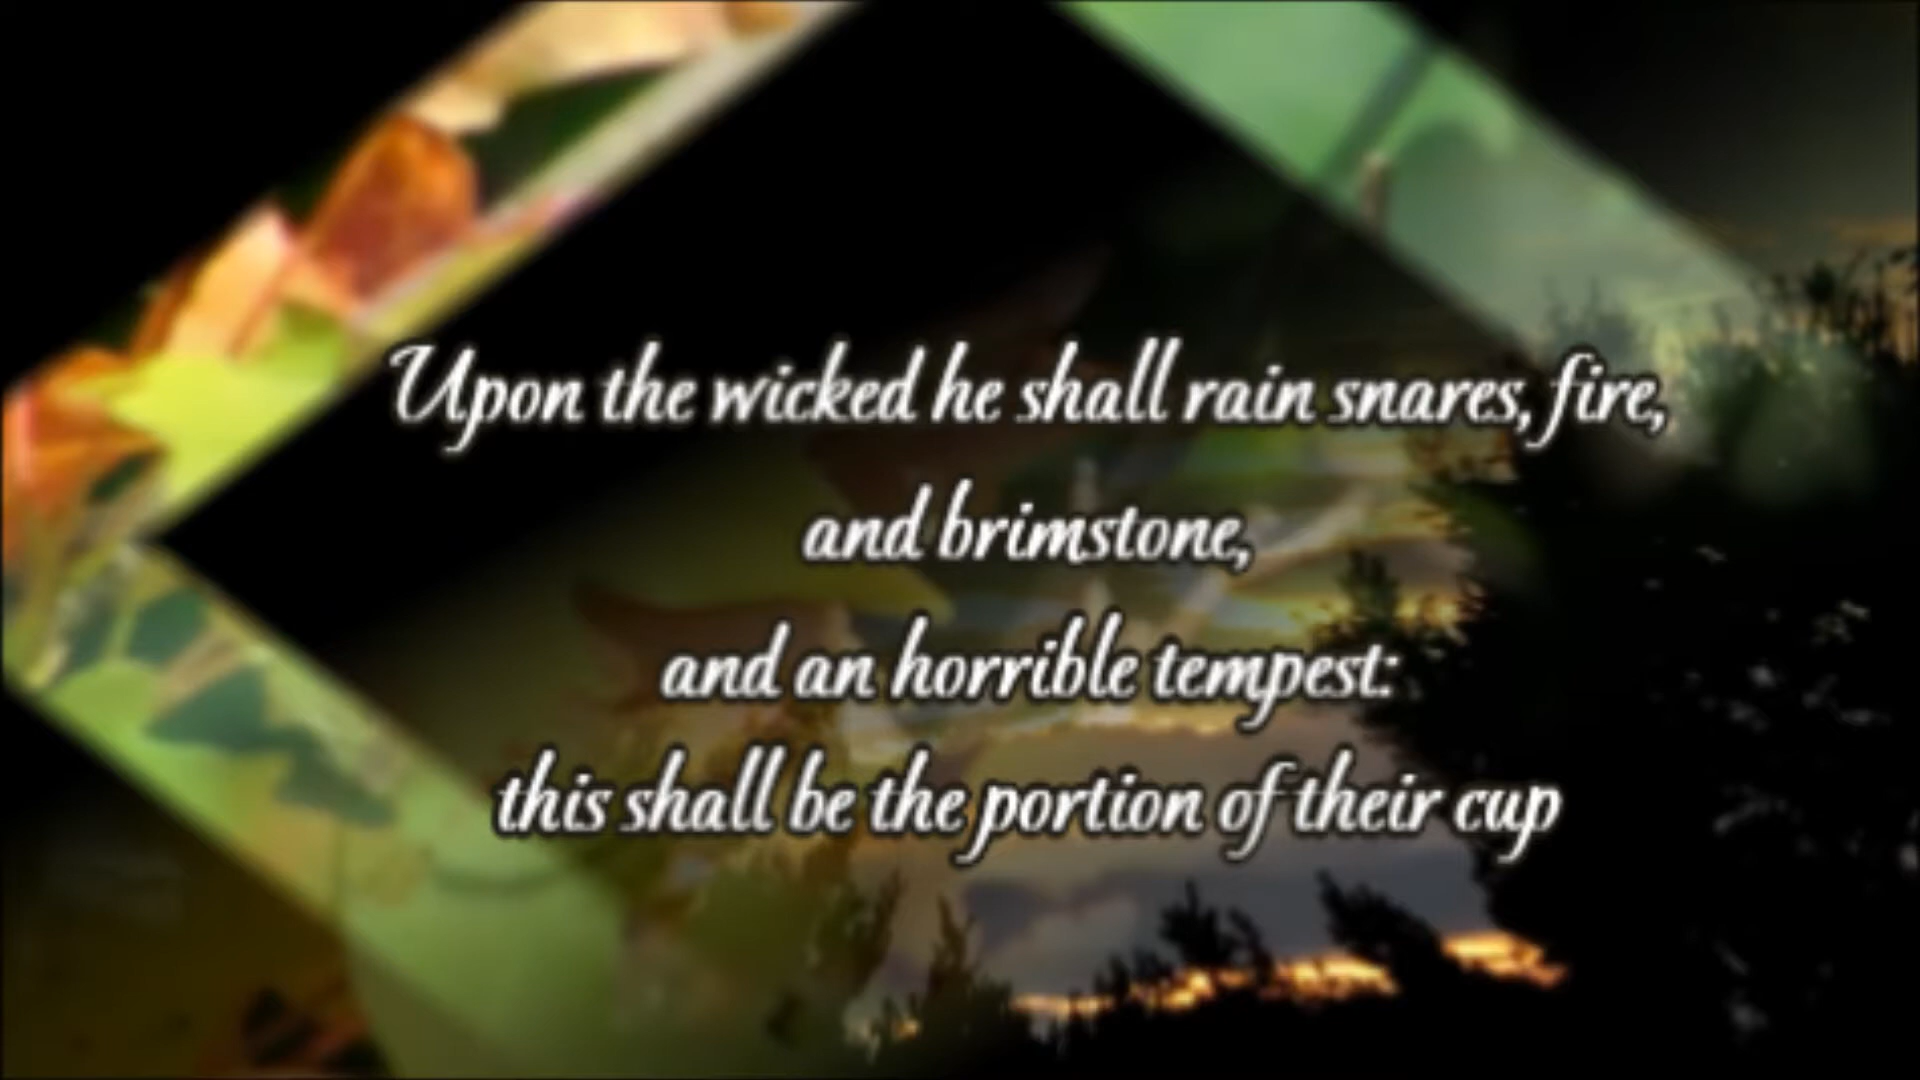 Upon the wicked he shall rain snares, fire,
and brimstone,
and an horrible tempest:
this shall be the portion of their cup